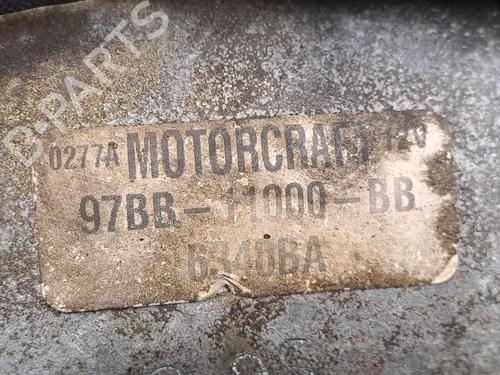 B-PARTS
0277A MOTORCRAFT 12V
97BB-11000-BB
6340BA